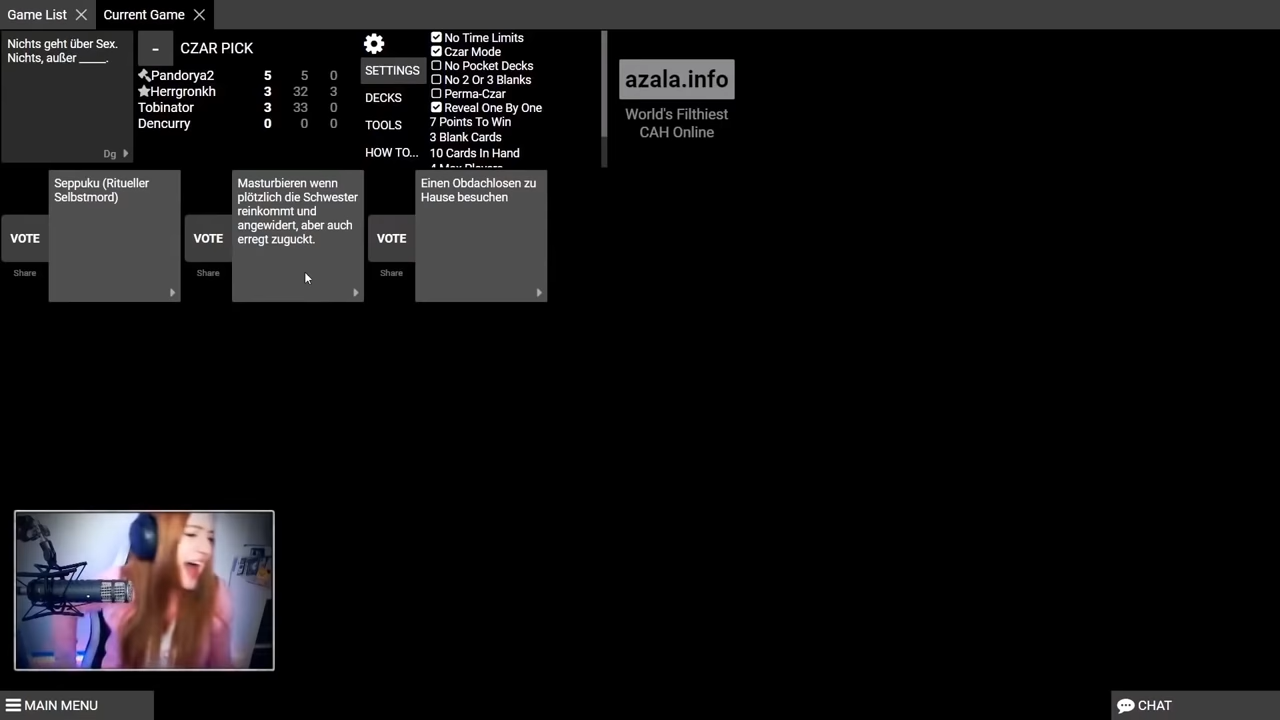 Game List
Current Game
Nichts geht über Sex.
Nichts, außer _____.
Dg
-
CZAR PICK
Pandorya2 5 5 0
Herrgronkh 3 32 3
Tobinator 3 33 0
Dencurry 0 0 0
SETTINGS
DECKS
TOOLS
HOW TO...
No Time Limits
Czar Mode
No Pocket Decks
No 2 Or 3 Blanks
Perma-Czar
Reveal One By One
7 Points To Win
3 Blank Cards
10 Cards In Hand
4 Max Players
azala.info
World's Filthiest
CAH Online
VOTE
Share
Seppuku (Ritueller
Selbstmord)
VOTE
Share
Masturbieren wenn
plötzlich die Schwester
reinkommt und
angewidert, aber auch
erregt zuguckt.
VOTE
Share
Einen Obdachlosen zu
Hause besuchen
MAIN MENU
CHAT